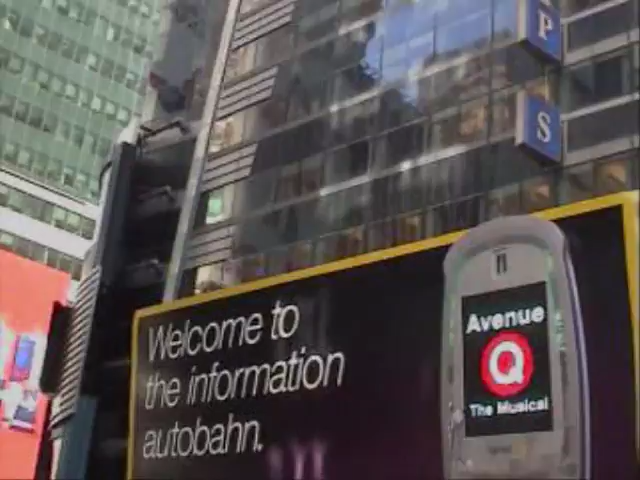 P
S
Welcome to
the information
autobahn.
Avenue
Q
The Musical